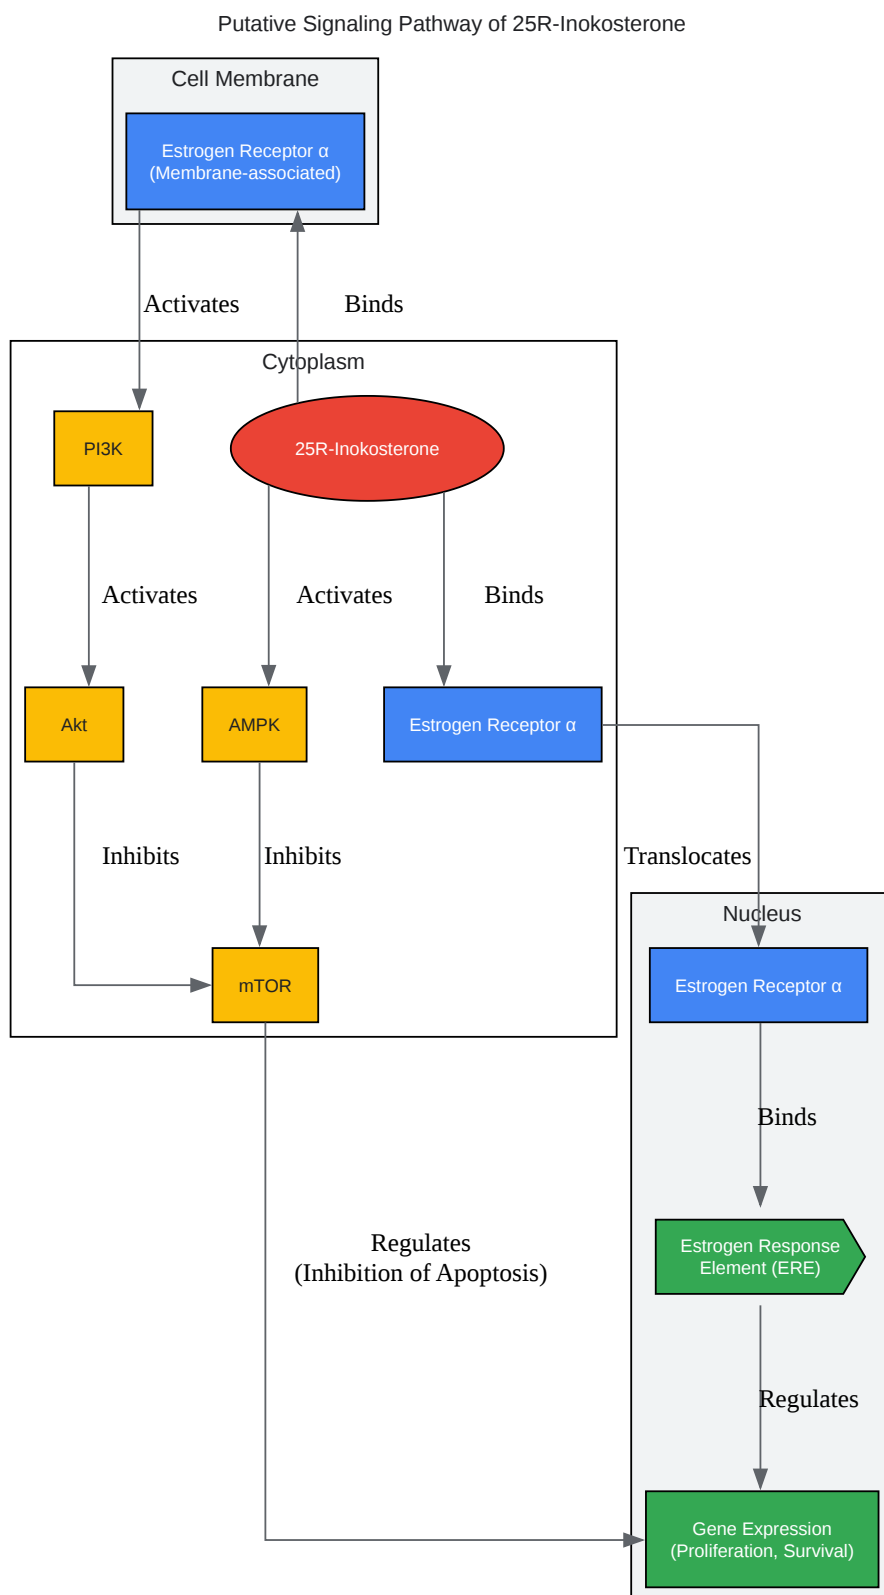 Putative Signaling Pathway of 25R-Inokosterone
Cell Membrane
Estrogen Receptor α
(Membrane-associated)
Activates
Binds
Cytoplasm
PI3K
25R-Inokosterone
Activates
Activates
Binds
Akt
AMPK
Estrogen Receptor α
Inhibits
Inhibits
Translocates
Nucleus
mTOR
Estrogen Receptor α
Binds
Regulates
(Inhibition of Apoptosis)
Estrogen Response
Element (ERE)
Regulates
Gene Expression
(Proliferation, Survival)